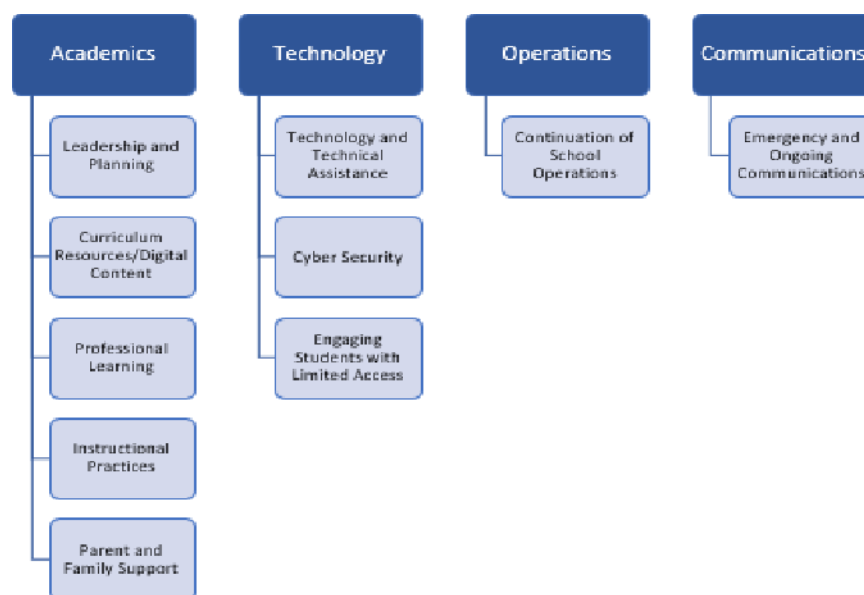 Academics
Leadership and
Planning
Curriculum
Resources/Digital
Content
Professional
Learning
Instructional
Practices
Parent and
Family Support
Technology
Technology and
Technical
Assistance
Cyber Security
Engaging
Students with
Limited Access
Operations
Continuation of
School
Operations
Communications
Emergency and
Ongoing
Communications